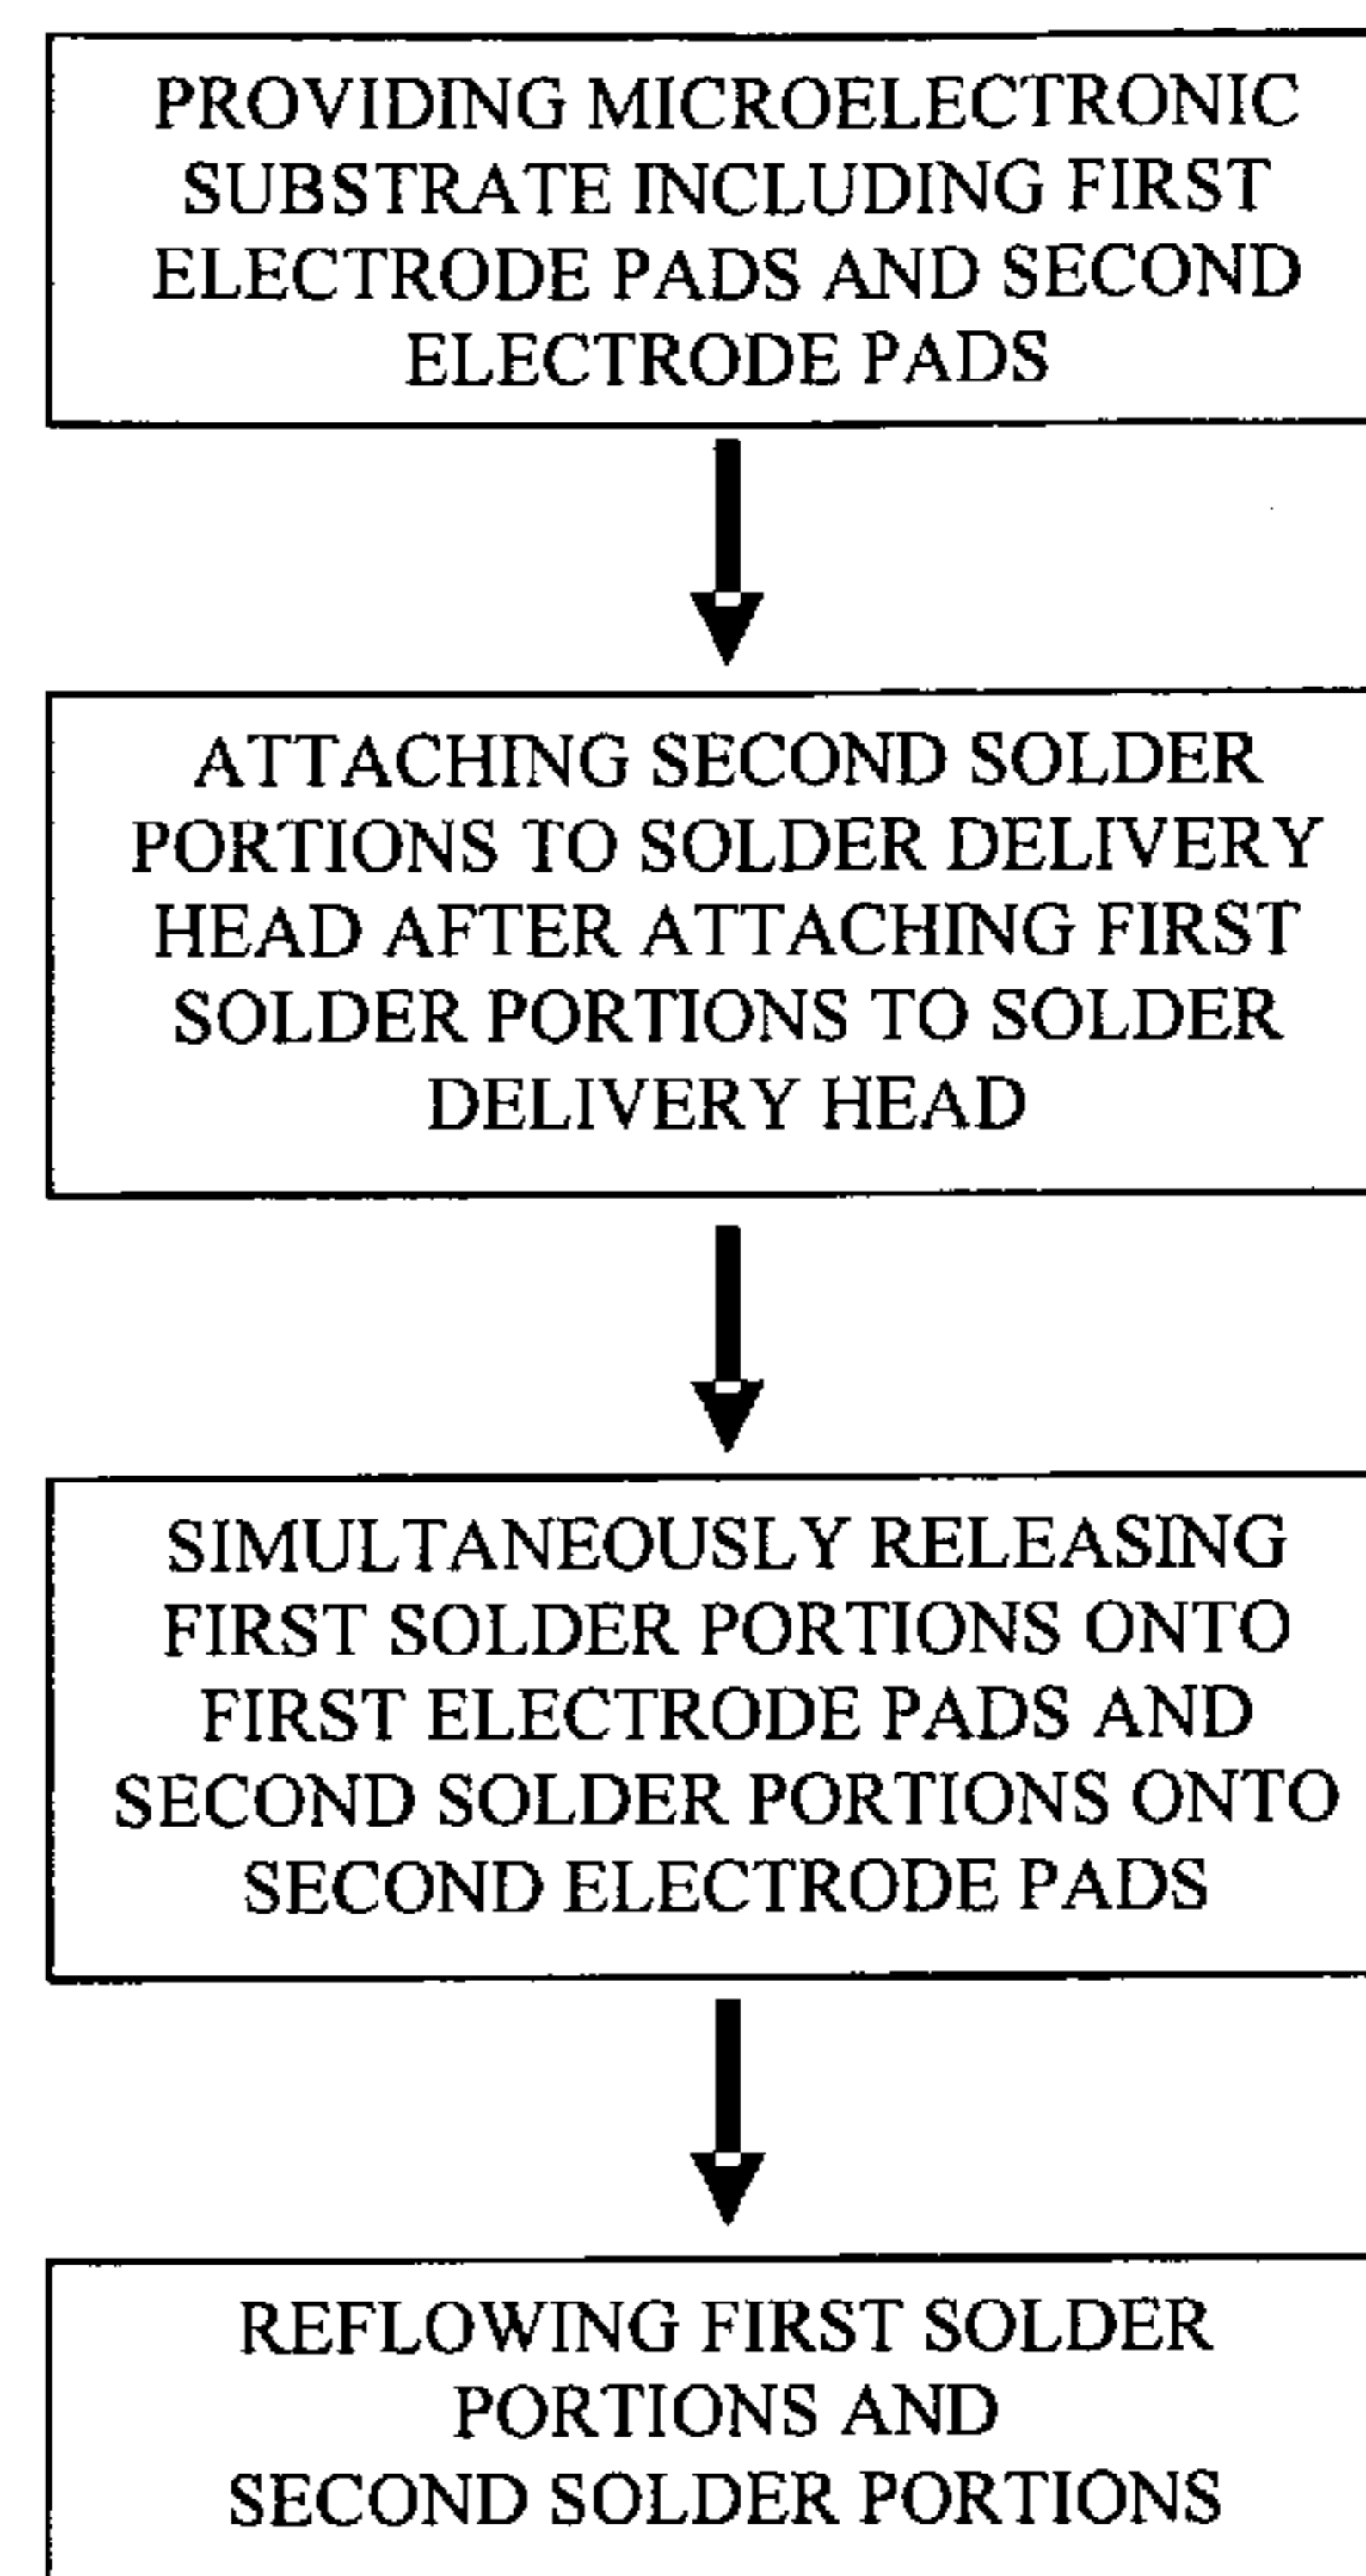 PROVIDING MICROELECTRONIC
SUBSTRATE INCLUDING FIRST
ELECTRODE PADS AND SECOND
ELECTRODE PADS
ATTACHING SECOND SOLDER
PORTIONS TO SOLDER DELIVERY
HEAD AFTER ATTACHING FIRST
SOLDER PORTIONS TO SOLDER
DELIVERY HEAD
SIMULTANEOUSLY RELEASING
FIRST SOLDER PORTIONS ONTO
FIRST ELECTRODE PADS AND
SECOND SOLDER PORTIONS ONTO
SECOND ELECTRODE PADS
REFLOWING FIRST SOLDER
PORTIONS AND
SECOND SOLDER PORTIONS